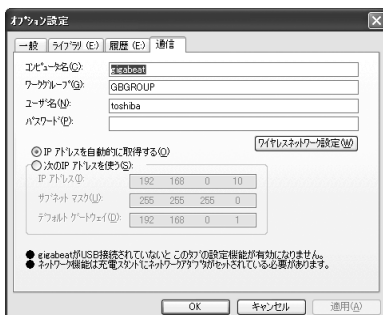 オプション設定
一般 ライブラリ(E) 履歴(E) 通信
コンピュータ名(C): gigabeat
ワークグループ(G): GBGROUP
ユーザ名(N): toshiba
パスワード(P):
ワイヤレスネットワーク設定(W)
IP アドレスを自動的に取得する(O)
次のIP アドレスを使う(S):
IP アドレス(I): 192 168 0 10
サブネット マスク(U): 255 255 255 0
デフォルト ゲートウェイ(D): 192 168 0 1
● gigabeatがUSB接続されていないと このタブの設定機能が有効になりません。
● ネットワーク機能は充電スタンドにネットワークアダプタがセットされている必要があります。
OK キャンセル 適用(A)